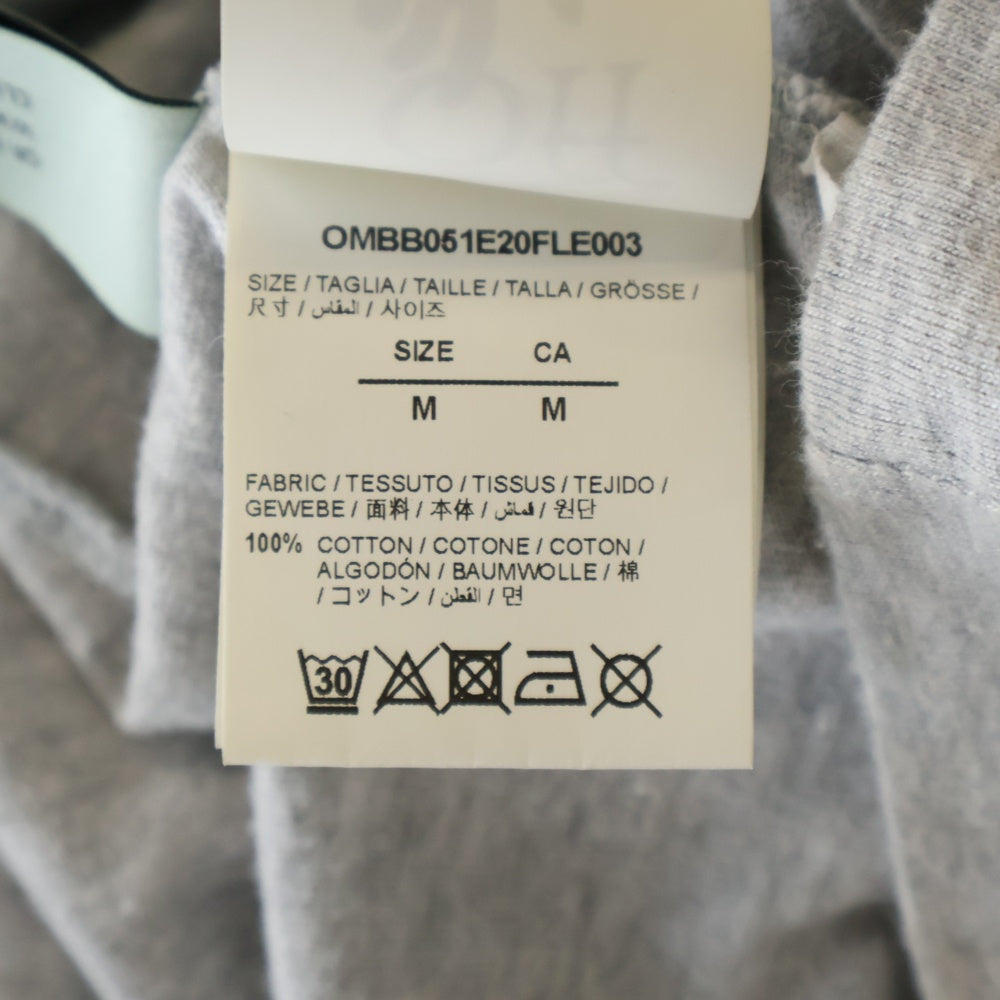 OMBB051E20FLE003
SIZE / TAGLIA / TAILLE / TALLA / GRÖSSE /
尺寸 / المقاس / 사이즈
SIZE CA
M M
FABRIC / TESSUTO / TISSUS / TEJIDO /
GEWEBE / 面料 / 本体 / قماش / 원단
100% COTTON / COTONE / COTON /
ALGODÓN / BAUMWOLLE / 棉
/ コットン / القطن / 면
30